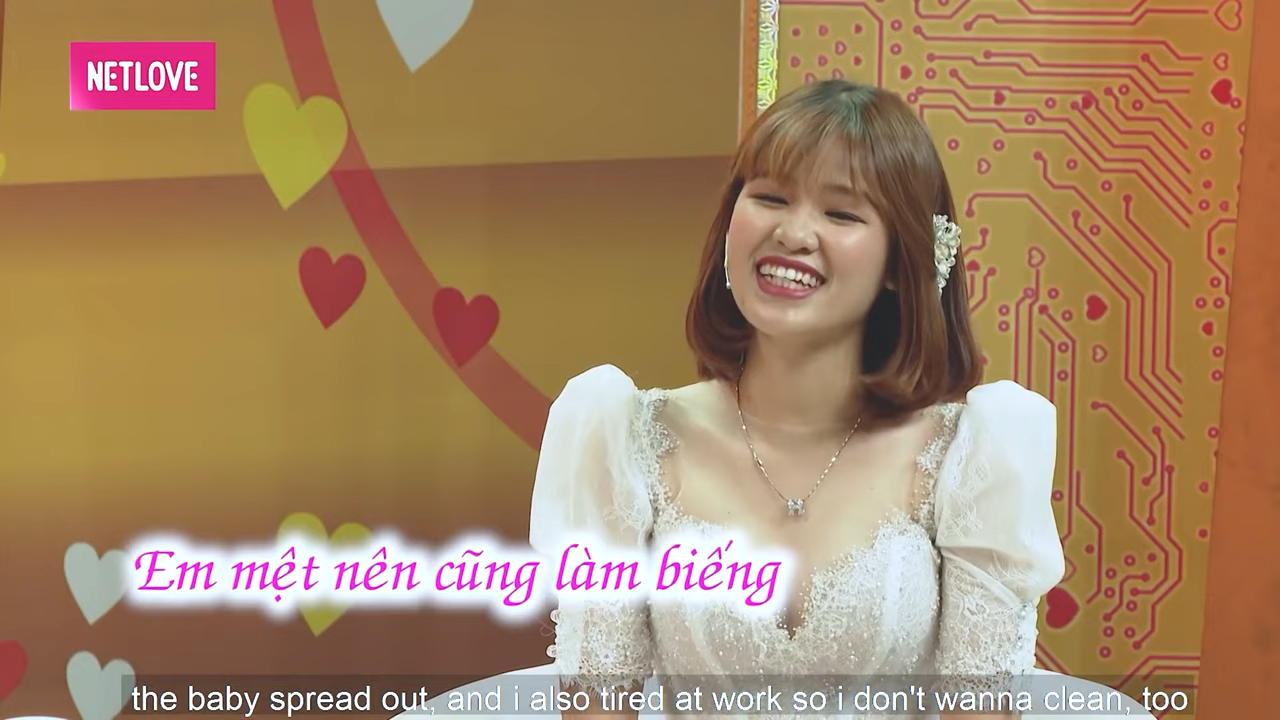 NETLOVE
Em mệt nên cũng làm biếng
the baby spread out, and i also tired at work so i don't wanna clean, too